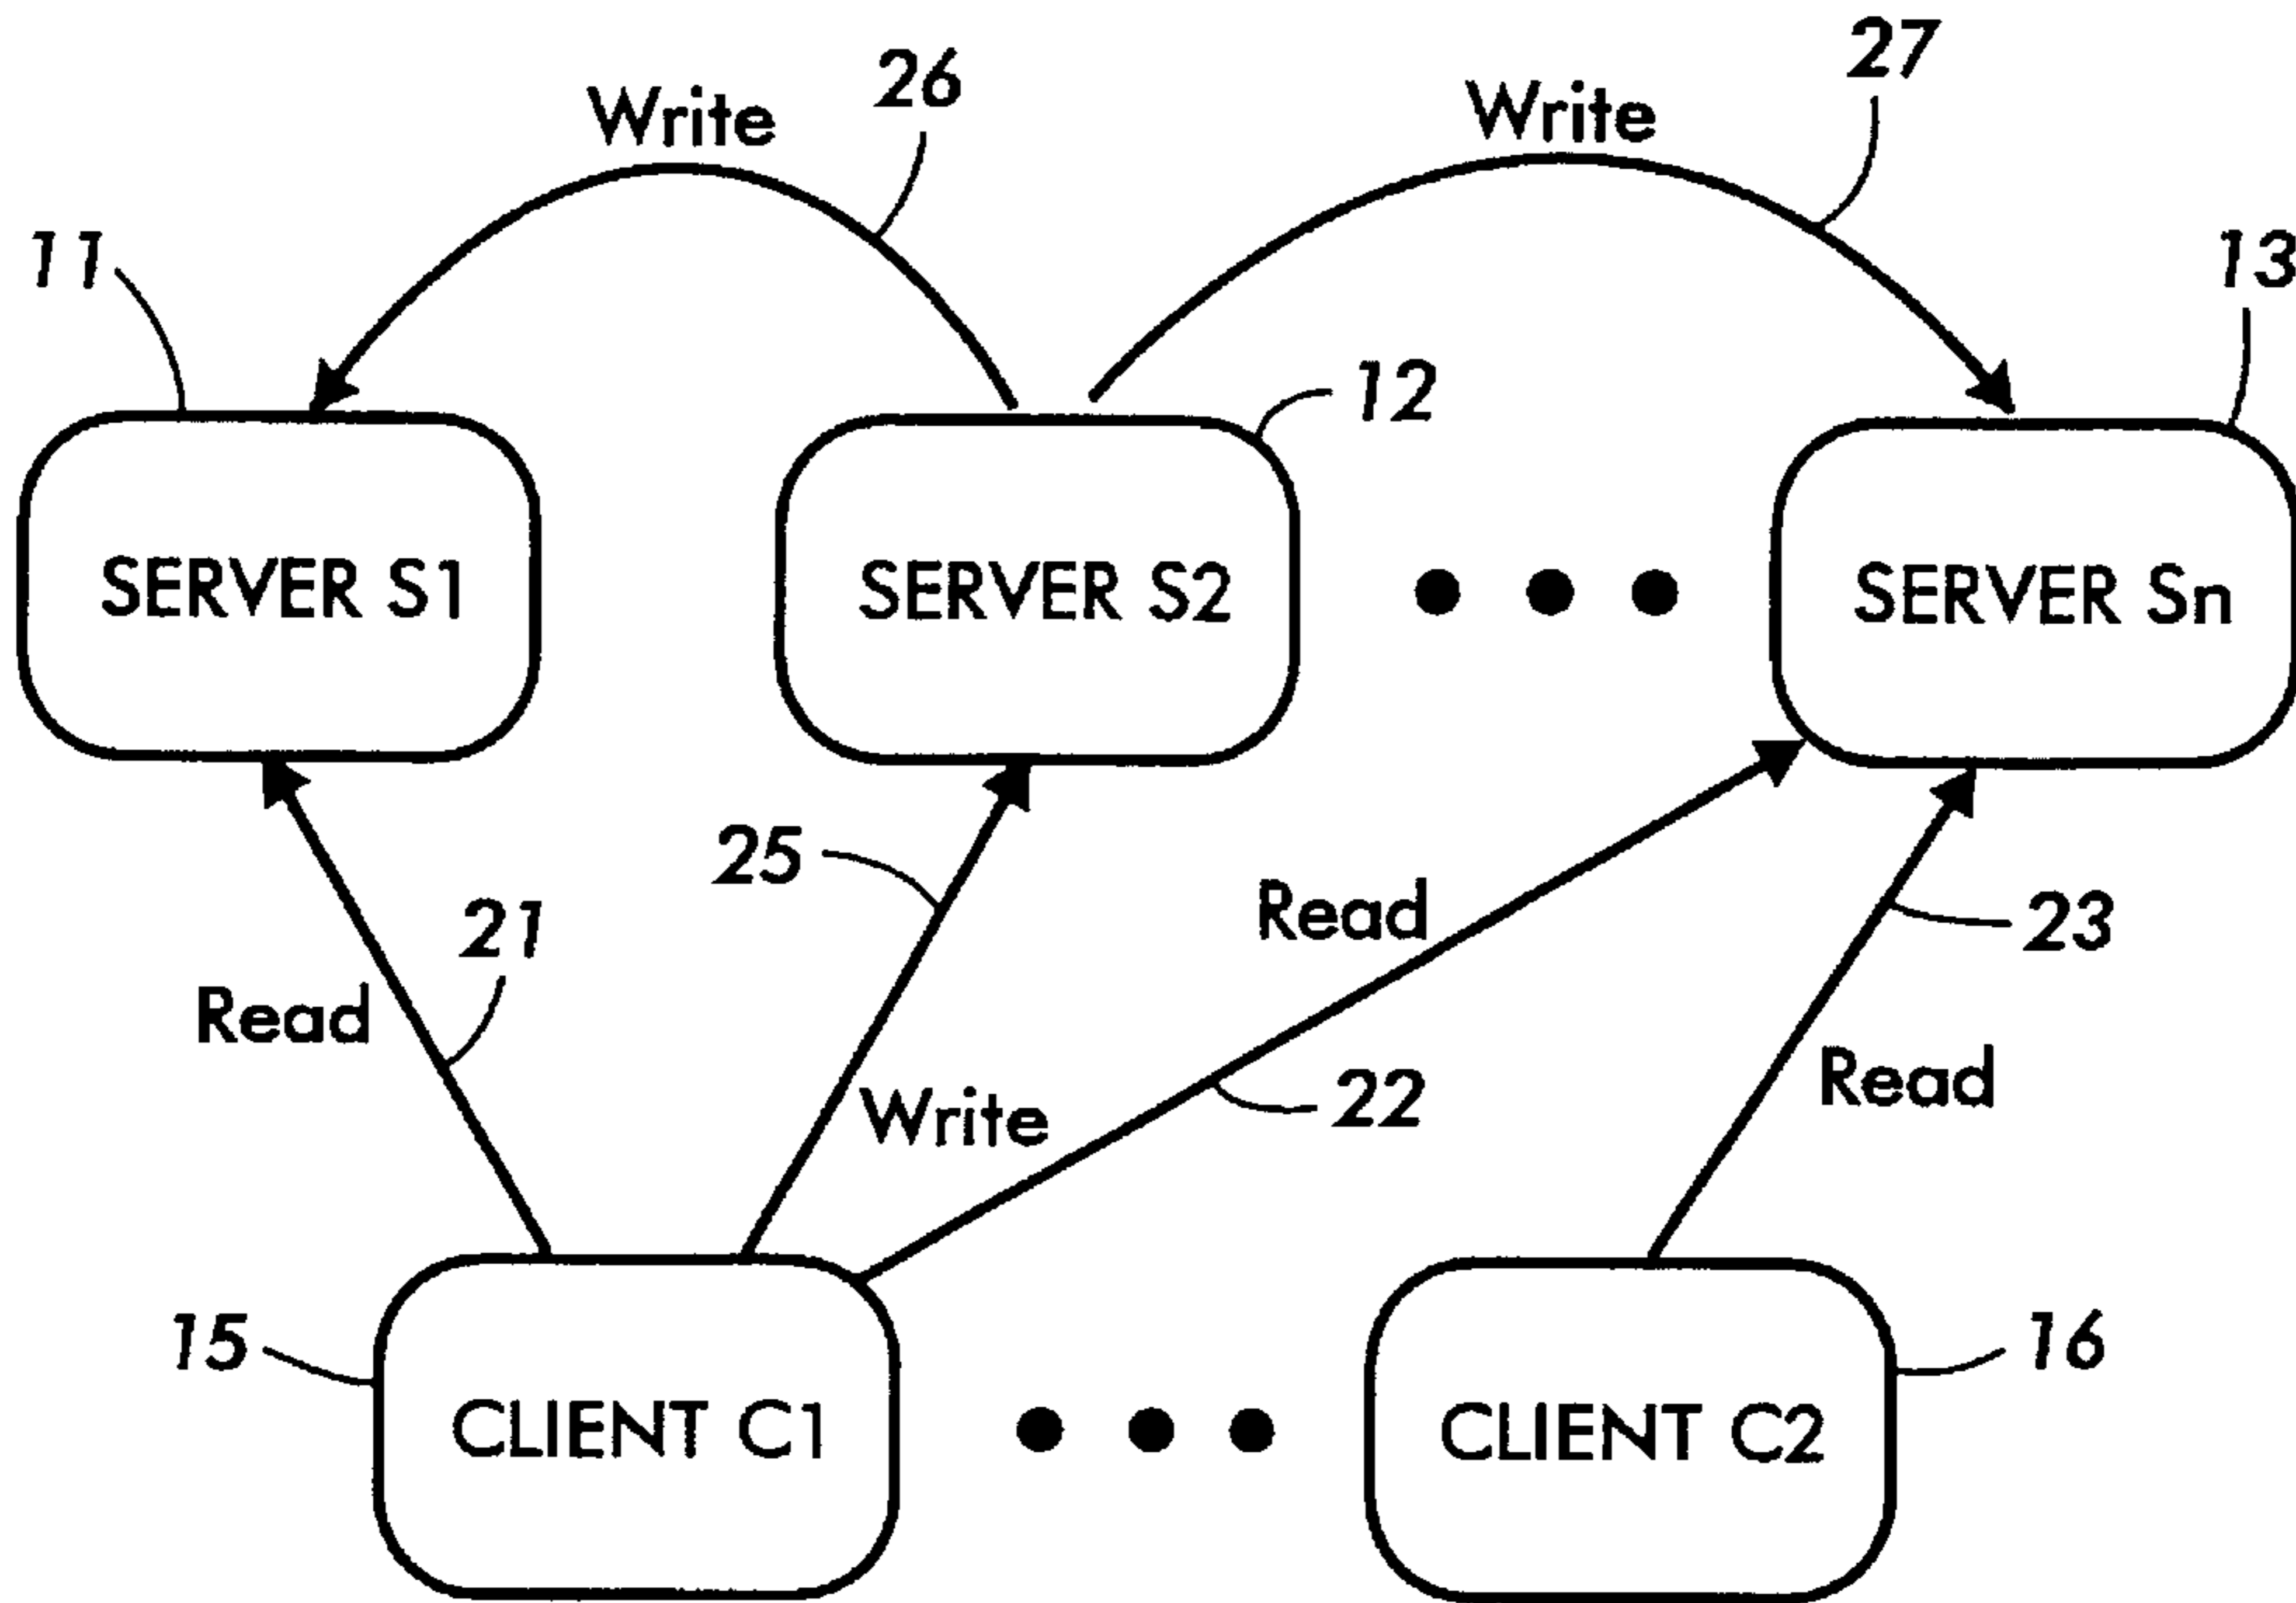 27
26
Write
Write
11
13
12
SERVER S1
SERVER S2
SERVER Sn
25
Read
21
23
Read
Read
22
Write
15
16
CLIENT C1
CLIENT C2